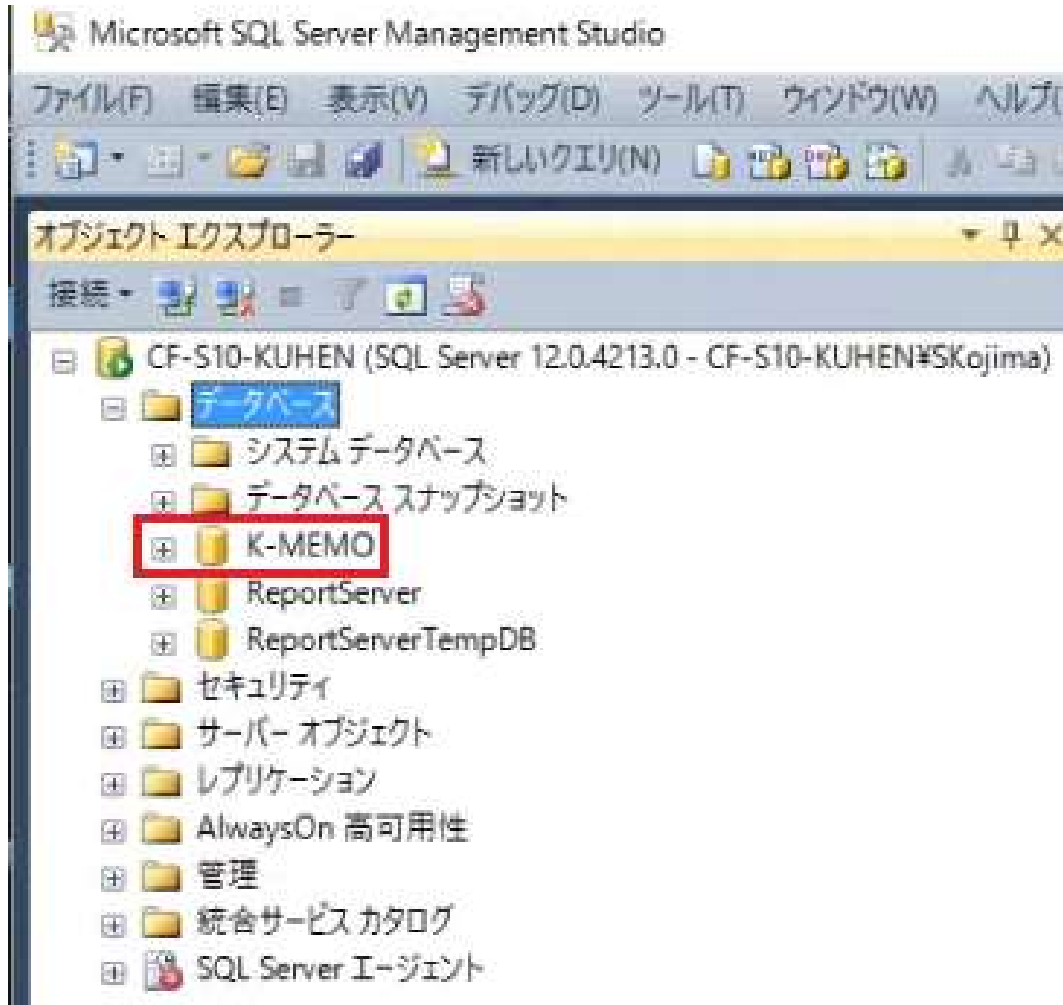 Microsoft SQL Server Management Studio
ファイル(F) 編集(E) 表示(V) デバッグ(D) ツール(T) ウィンドウ(W) ヘルプ(
新しいクエリ(N)
オブジェクト エクスプローラー
接続
CF-S10-KUHEN (SQL Server 12.0.4213.0 - CF-S10-KUHEN¥SKojima)
データベース
システム データベース
データベース スナップショット
K-MEMO
ReportServer
ReportServerTempDB
セキュリティ
サーバー オブジェクト
レプリケーション
AlwaysOn 高可用性
管理
統合サービス カタログ
SQL Server エージェント